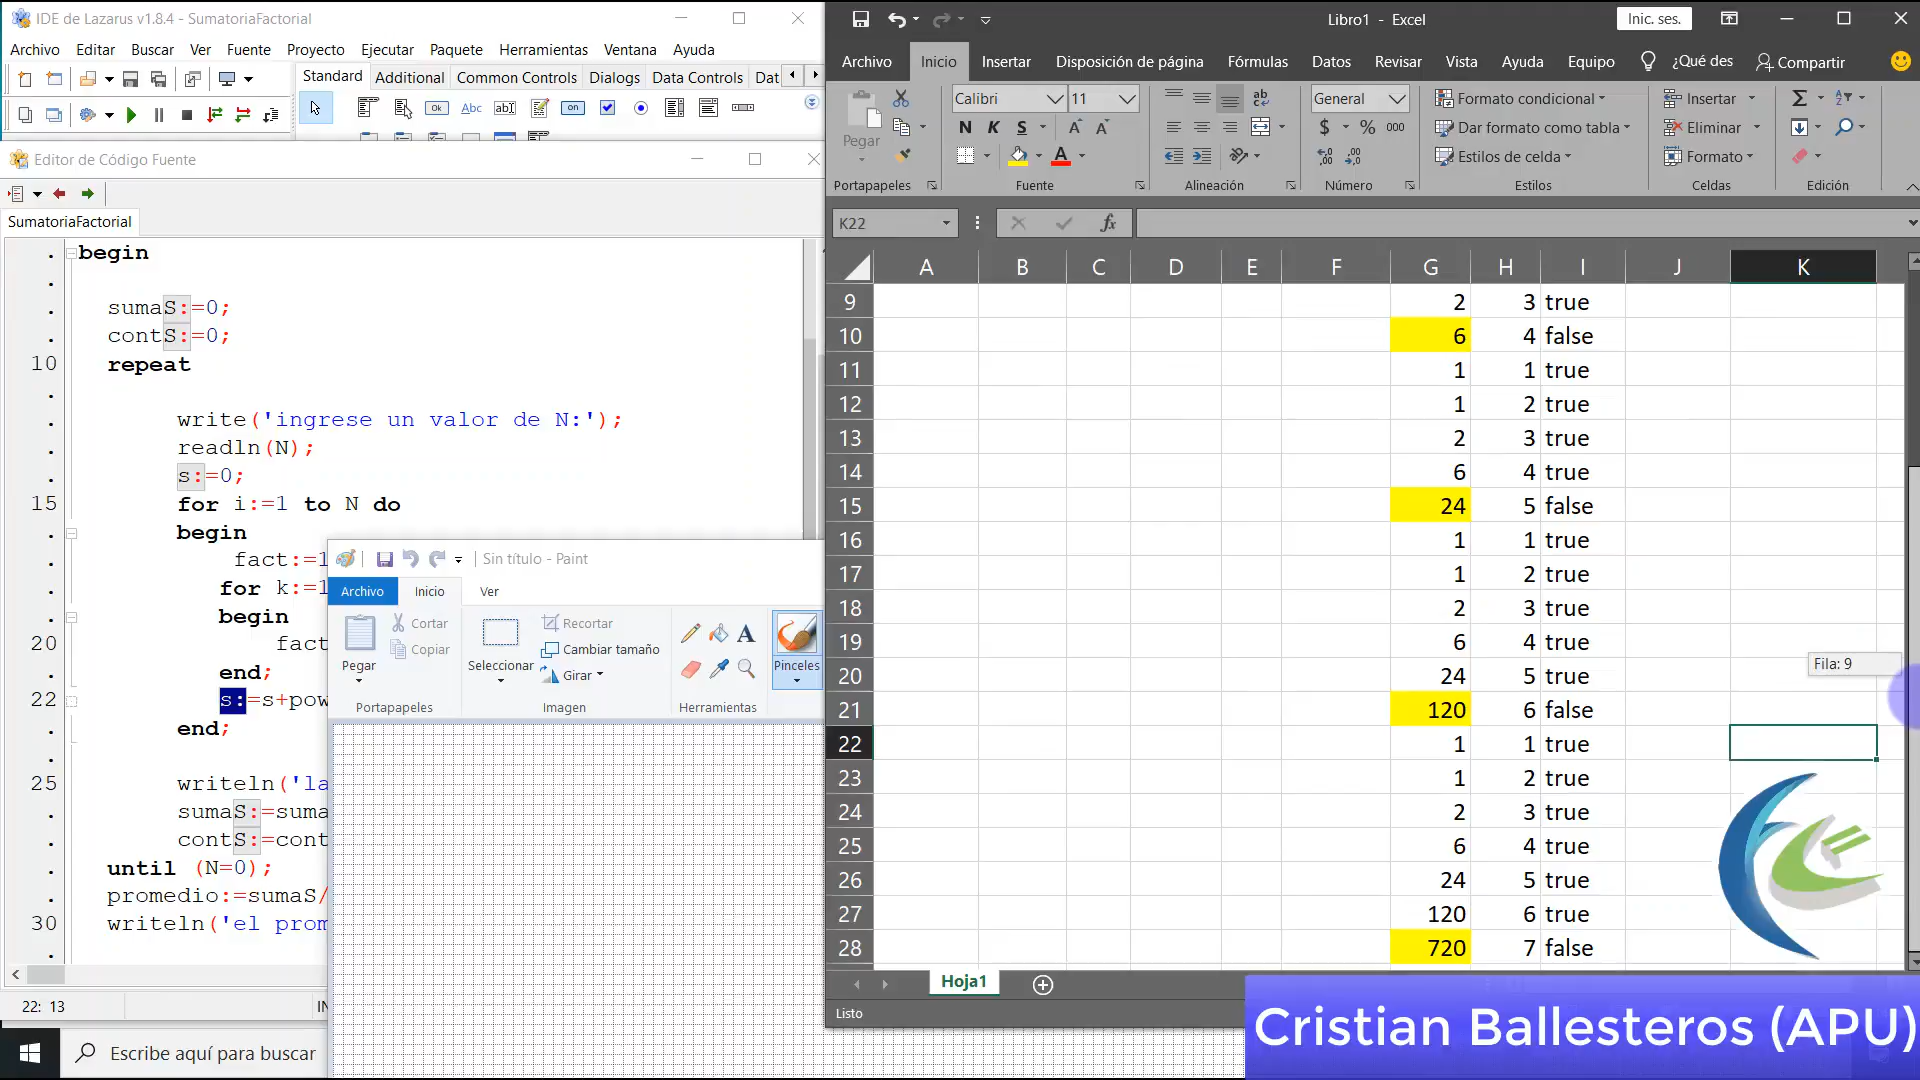 IDE de Lazarus v1.8.4 - SumatoriaFactorial
Archivo Editar Buscar Ver Fuente Proyecto Ejecutar Paquete Herramientas Ventana Ayuda
Standard Additional Common Controls Dialogs Data Controls Dat
Ok Abc ab on
Editor de Código Fuente
SumatoriaFactorial
begin
sumaS:=0;
contS:=0;
10 repeat
write('ingrese un valor de N:');
readln(N);
s:=0;
15 for i:=1 to N do
begin
fact:=1
for k:=1
begin
20 fact
end;
22 s:=s+pow
end;
25 writeln('la
sumaS:=suma
contS:=cont
until (N=0);
promedio:=sumaS/
30 writeln('el prom
22: 13 IN
Escribe aquí para buscar
Sin título - Paint
Archivo Inicio Ver
Pegar Cortar Copiar
Seleccionar Recortar Cambiar tamaño Girar
A Pinceles
Portapapeles Imagen Herramientas
Libro1 - Excel Inic. ses.
Archivo Inicio Insertar Disposición de página Fórmulas Datos Revisar Vista Ayuda Equipo ¿Qué des Compartir
Pegar Calibri 11 General Formato condicional Insertar
N K S A A $ % 000 Dar formato como tabla Eliminar
A Estilos de celda Formato
Portapapeles Fuente Alineación Número Estilos Celdas Edición
K22 fx
A B C D E F G H I J K
9 2 3 true
10 6 4 false
11 1 1 true
12 1 2 true
13 2 3 true
14 6 4 true
15 24 5 false
16 1 1 true
17 1 2 true
18 2 3 true
19 6 4 true
20 24 5 true
21 120 6 false
22 1 1 true
23 1 2 true
24 2 3 true
25 6 4 true
26 24 5 true
27 120 6 true
28 720 7 false
Fila: 9
Hoja1
Listo
Cristian Ballesteros (APU)